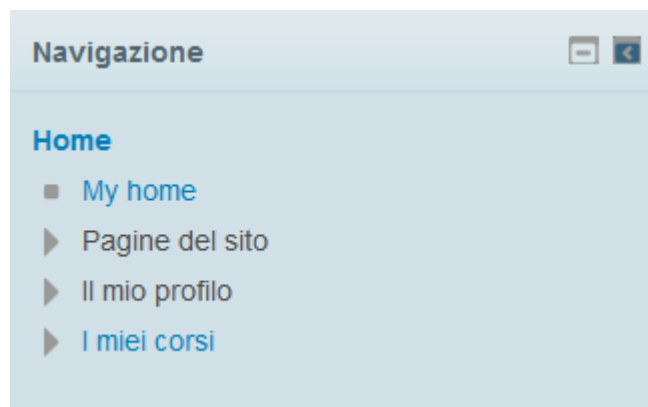 Navigazione
Home
My home
Pagine del sito
Il mio profilo
I miei corsi